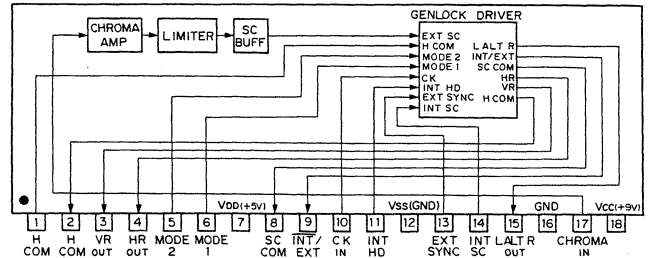 GENLOCK DRIVER
CHROMA AMP
LIMITER
SC BUFF
EXT SC
H COM
MODE 2
MODE 1
CK
INT HD
EXT SYNC
INT SC
L ALT R
INT/EXT
SC COM
HR
VR
H COM
VDD(+5V)
VSS(GND)
GND
VCC(+9V)
1 2 3 4 5 6 7 8 9 10 11 12 13 14 15 16 17 18
H COM
H COM
VR OUT
HR OUT
MODE 2
MODE 1
SC COM
INT/ EXT
CK IN
INT HD
EXT SYNC
INT SC
LALT R OUT
CHROMA IN